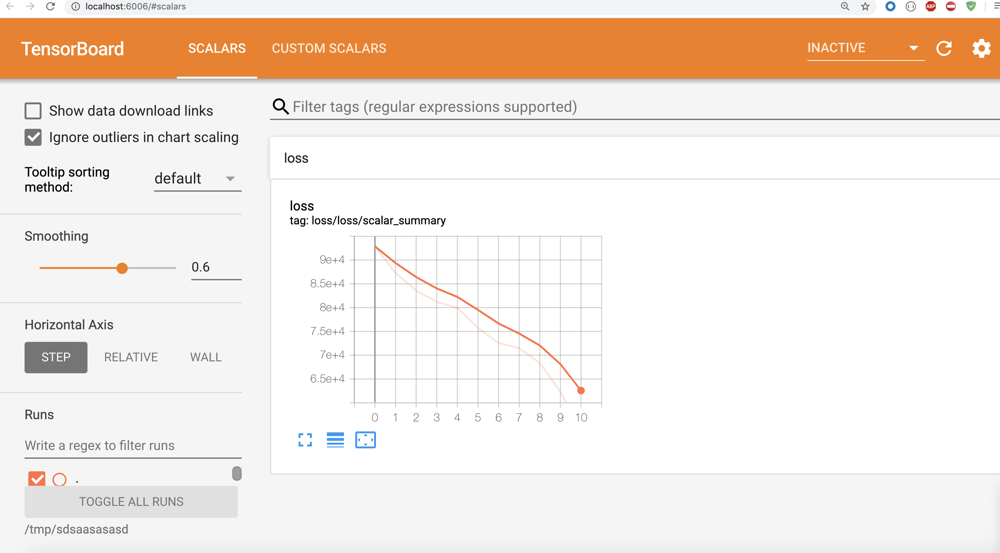 localhost:6006/#scalars
ABP
TensorBoard
SCALARS
CUSTOM SCALARS
INACTIVE
Show data download links
Ignore outliers in chart scaling
Tooltip sorting
method:
default
Smoothing
0.6
Horizontal Axis
STEP
RELATIVE
WALL
Runs
Write a regex to filter runs
.
TOGGLE ALL RUNS
/tmp/sdsaasasasd
Filter tags (regular expressions supported)
loss
loss
tag: loss/loss/scalar_summary
9e+4
8.5e+4
8e+4
7.5e+4
7e+4
6.5e+4
0 1 2 3 4 5 6 7 8 9 10